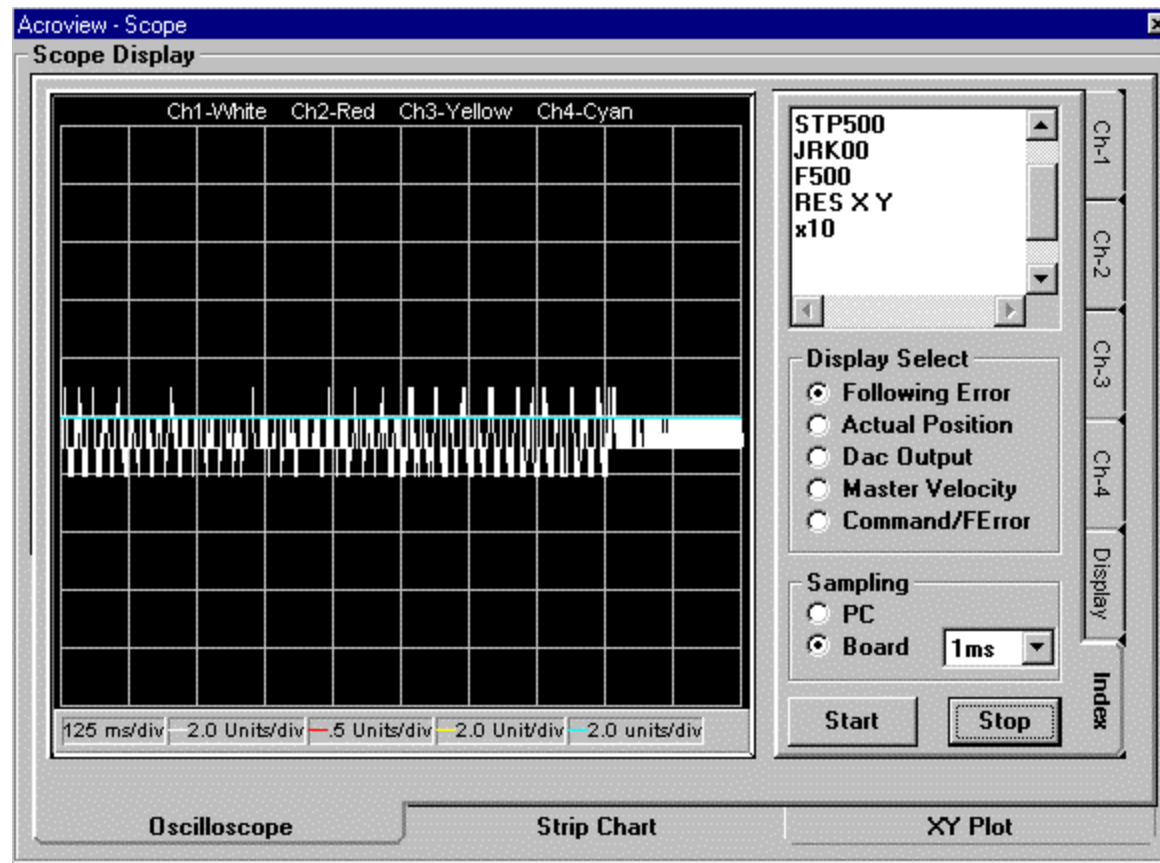 Acroview - Scope
Scope Display
Ch1-White Ch2-Red Ch3-Yellow Ch4-Cyan
125 ms/div 2.0 Units/div .5 Units/div 2.0 Unit/div 2.0 units/div
STP500
JRK00
F500
RES X Y
x10
Display Select
Following Error
Actual Position
Dac Output
Master Velocity
Command/FError
Sampling
PC
Board 1ms
Start Stop
Ch-1
Ch-2
Ch-3
Ch-4
Display
Index
Oscilloscope Strip Chart XY Plot